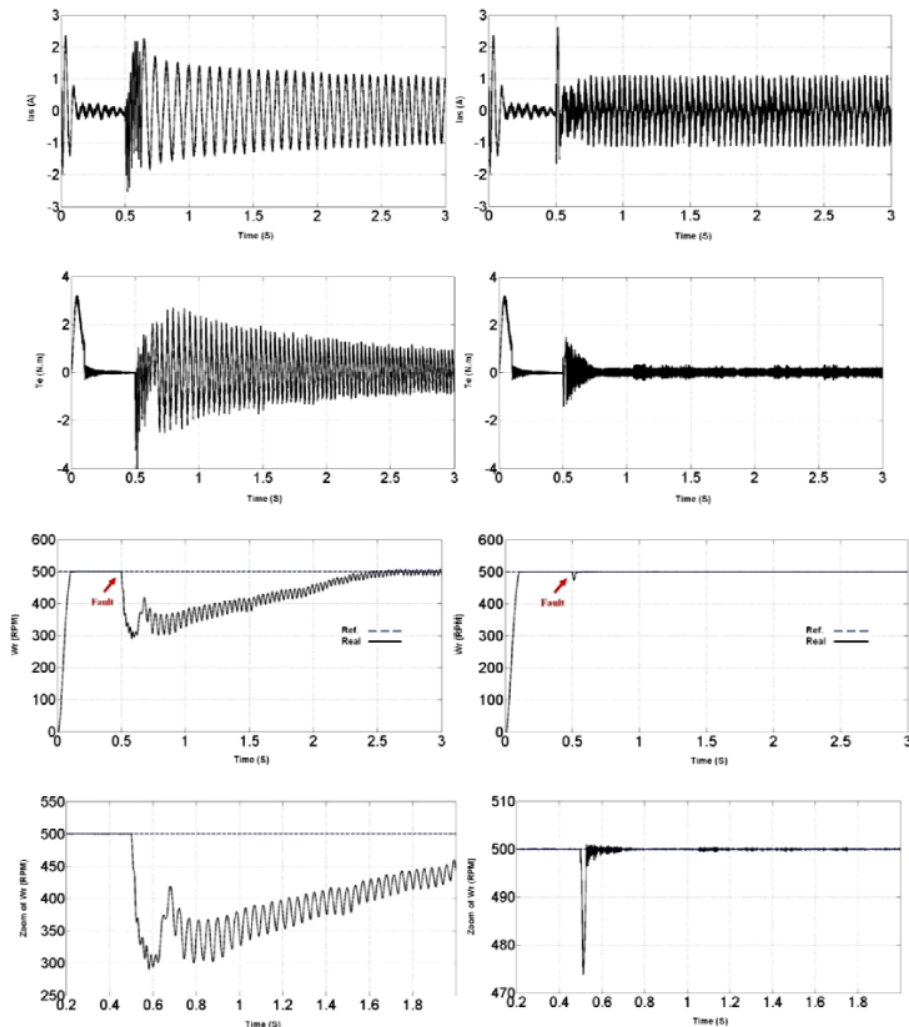 3
2
1
0
-1
-2
-3
Ias (A)
0 0.5 1 1.5 2 2.5 3
Time (S)
3
2
1
0
-1
-2
-3
Ias (A)
0 0.5 1 1.5 2 2.5 3
Time (S)
4
2
0
-2
-4
Te (N.m)
0 0.5 1 1.5 2 2.5 3
Time (S)
4
2
0
-2
-4
Te (N.m)
0 0.5 1 1.5 2 2.5 3
Time (S)
600
500
400
300
200
100
0
Wr (RPM)
Fault
Ref.
Real
0 0.5 1 1.5 2 2.5 3
Time (S)
600
500
400
300
200
100
0
Wr (RPM)
Fault
Ref.
Real
0 0.5 1 1.5 2 2.5 3
Time (S)
550
500
450
400
350
300
250
Zoom of Wr (RPM)
0.2 0.4 0.6 0.8 1 1.2 1.4 1.6 1.8
Time (S)
510
500
490
480
470
Zoom of Wr (RPM)
0.2 0.4 0.6 0.8 1 1.2 1.4 1.6 1.8
Time (S)